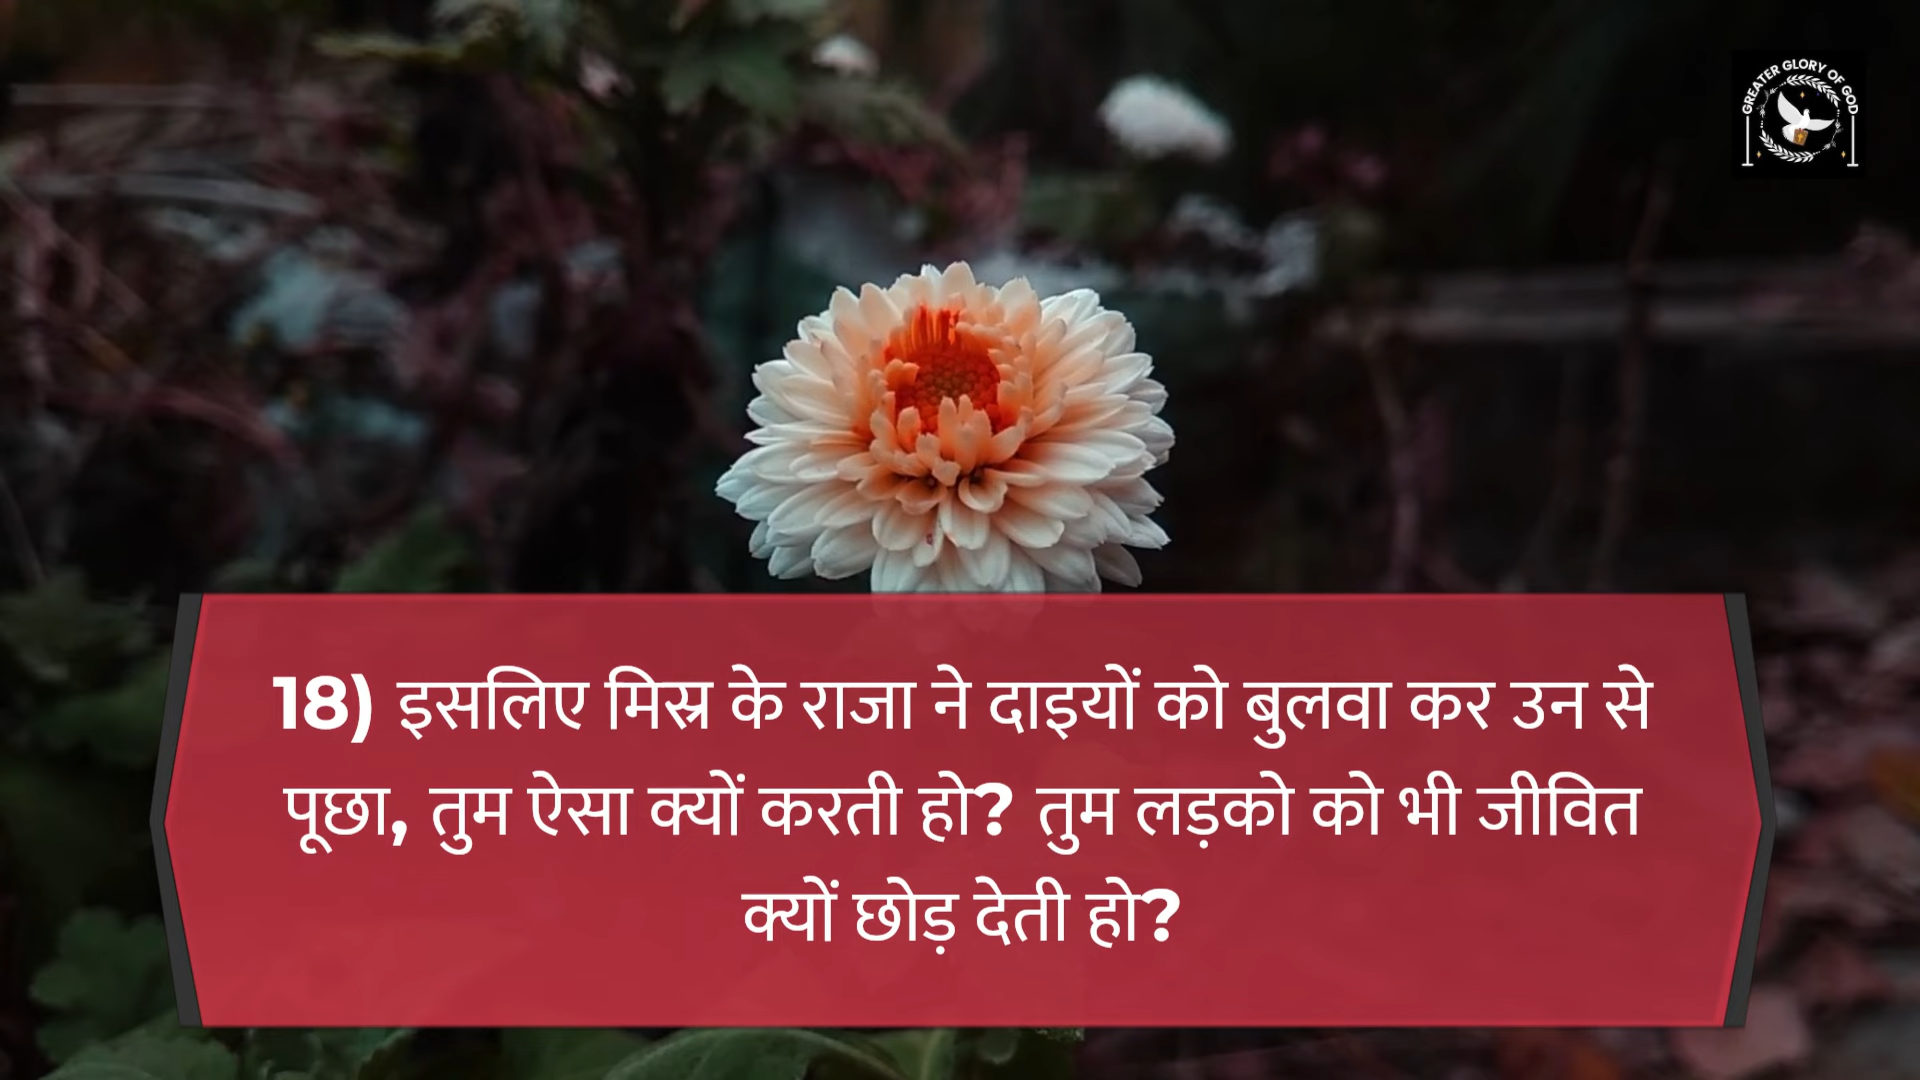 GREATER GLORY OF GOD
18) इसलिए मिस्र के राजा ने दाइयों को बुलवा कर उन से
पूछा, तुम ऐसा क्यों करती हो? तुम लड़को को भी जीवित
क्यों छोड़ देती हो?